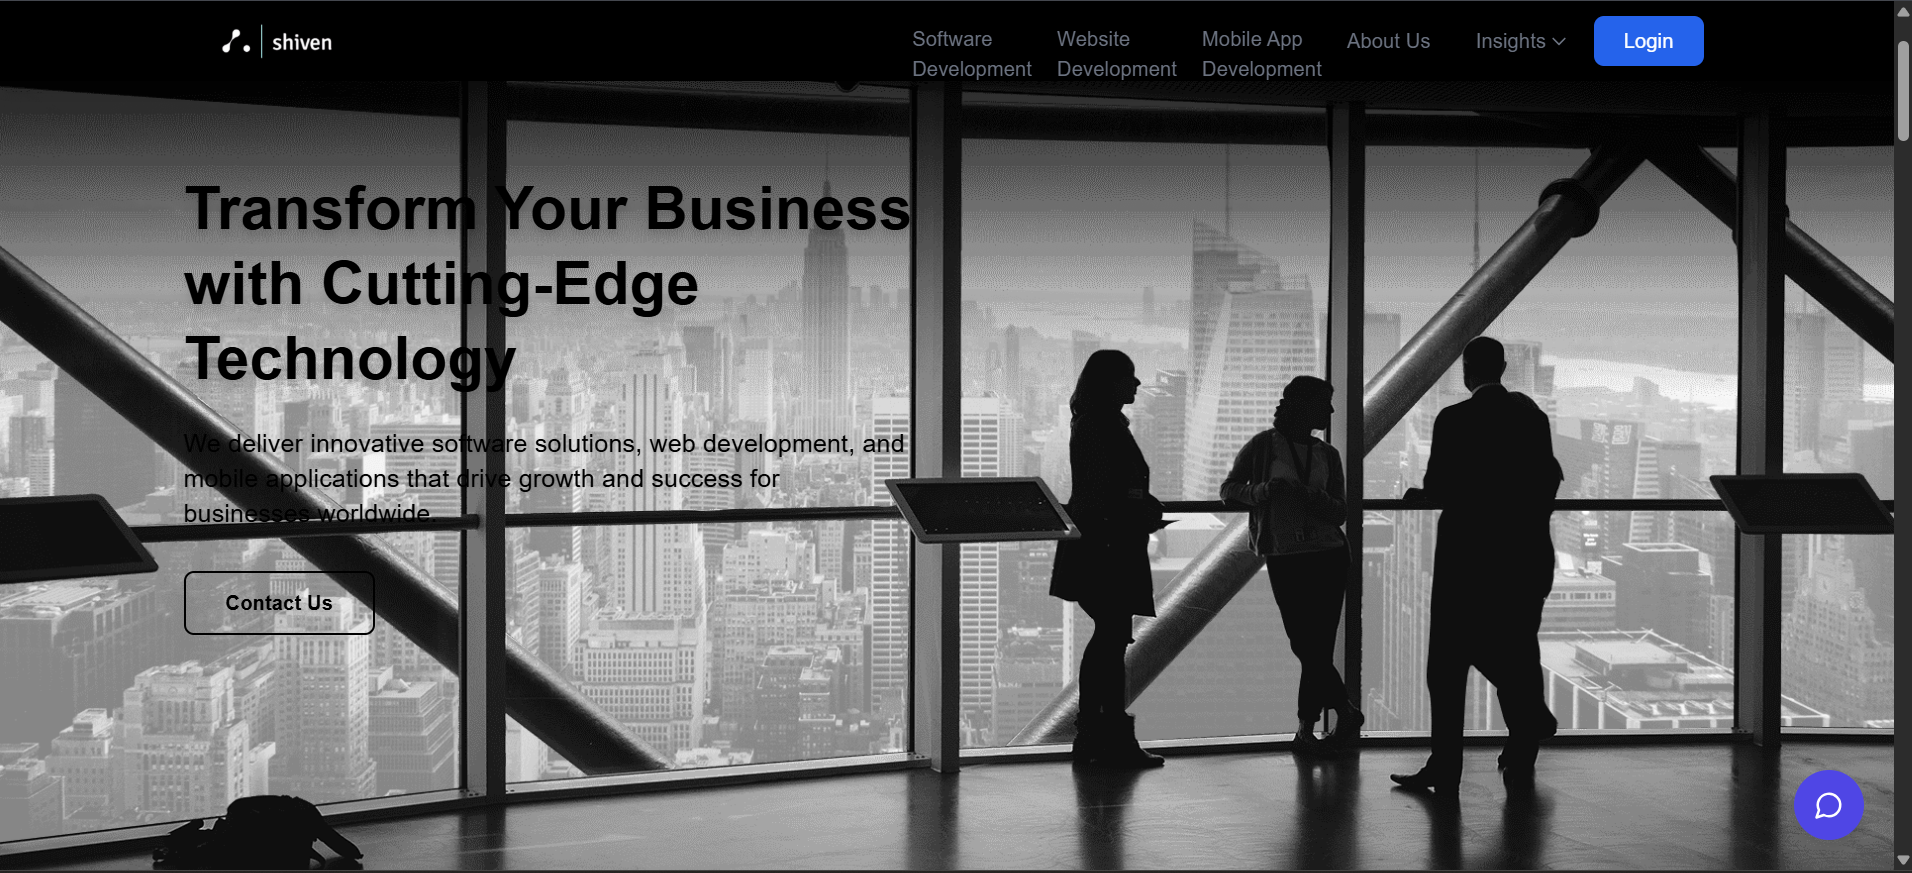 shiven
Software
Development
Website
Development
Mobile App
Development
About Us
Insights
Login
Transform Your Business
with Cutting-Edge
Technology
We deliver innovative software solutions, web development, and
mobile applications that drive growth and success for
businesses worldwide.
Contact Us